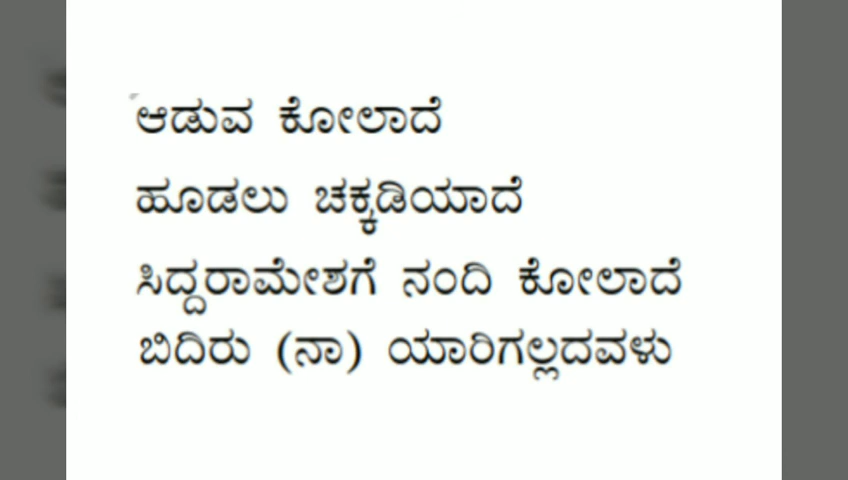 ಆಡುವ ಕೋಲಾದೆ
ಹೂಡಲು ಚಕ್ಕಡಿಯಾದೆ
ಸಿದ್ದರಾಮೇಶಗೆ ನಂದಿ ಕೋಲಾದೆ
ಬಿದಿರು (ನಾ) ಯಾರಿಗಲ್ಲದವಳು